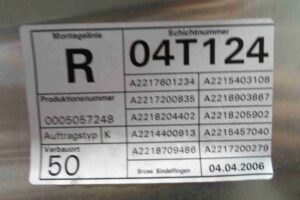 Montagelinie
Schichtnummer
R
04T124
A2217601234 A2215403108
Produktionsnummer
A2217200835 A2218903867
0005057248
A2218204402 A2218205902
Auftragstyp K
A2214400913 A2215457040
Verbauort
50
A2218709486 A2217200279
Brose Sindelfingen 04.04.2006